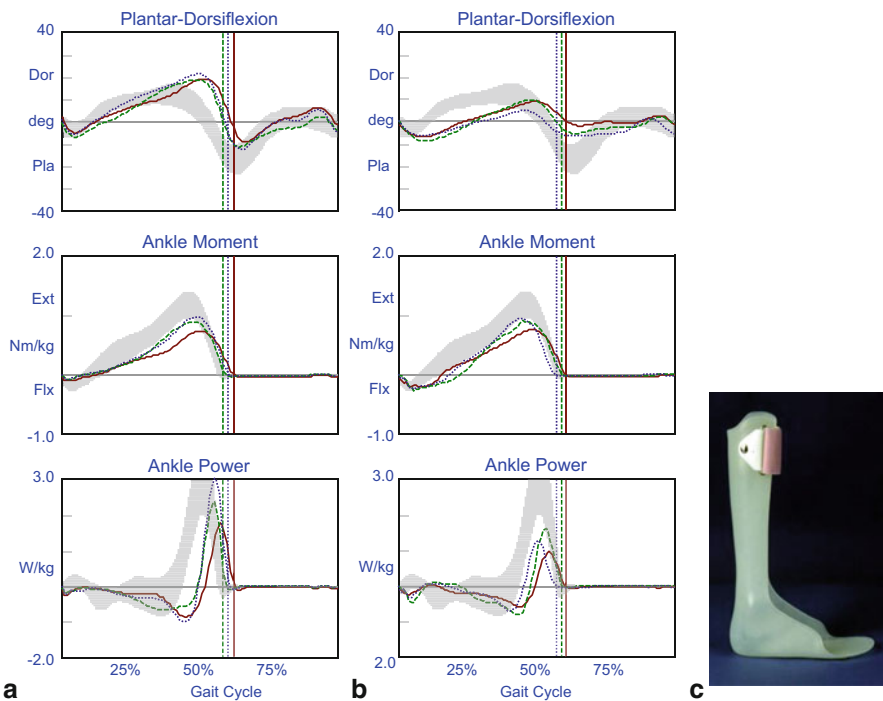 Plantar-Dorsiflexion
40
Dor
deg
Pla
-40
Ankle Moment
2.0
Ext
Nm/kg
Flx
-1.0
Ankle Power
3.0
W/kg
-2.0
25% 50% 75%
Gait Cycle
a
Plantar-Dorsiflexion
40
Dor
deg
Pla
-40
Ankle Moment
2.0
Ext
Nm/kg
Flx
-1.0
Ankle Power
3.0
W/kg
2.0
25% 50% 75%
Gait Cycle
b
c